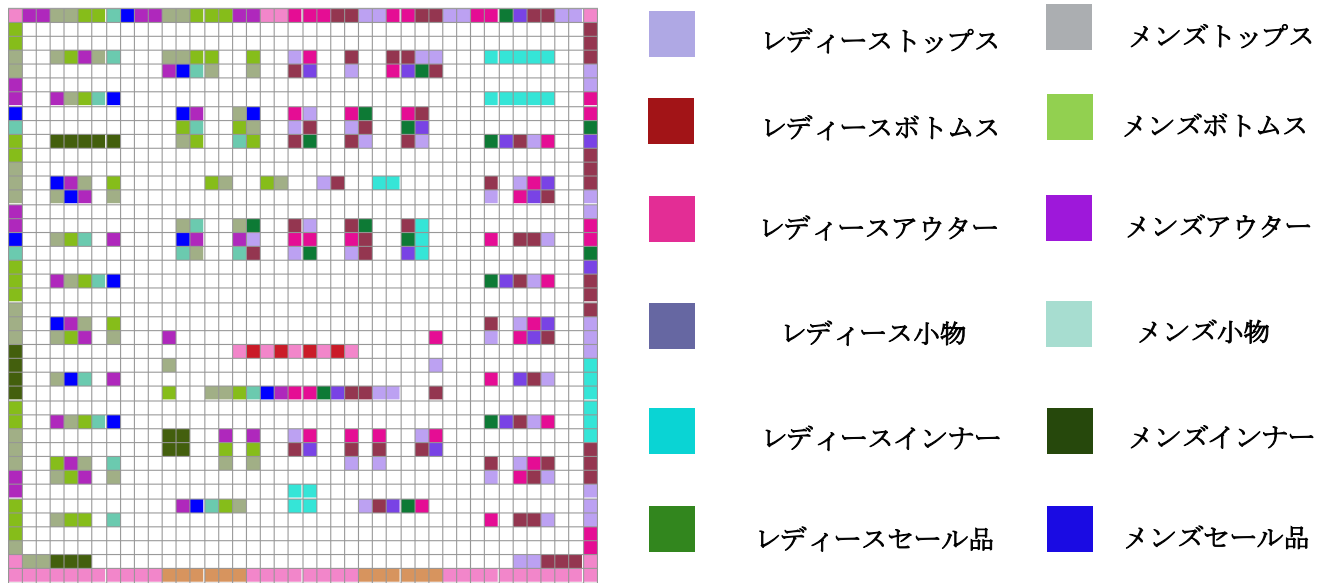 レディーストップス
メンズトップス
レディースボトムス
メンズボトムス
レディースアウター
メンズアウター
レディース小物
メンズ小物
レディースインナー
メンズインナー
レディースセール品
メンズセール品